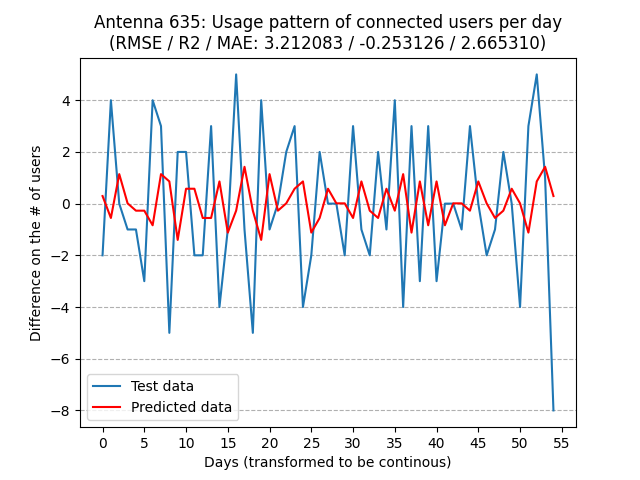 Antenna 635: Usage pattern of connected users per day
(RMSE / R2 / MAE: 3.212083 / -0.253126 / 2.665310)
Difference on the # of users
4
2
0
−2
−4
−6
−8
Test data
Predicted data
0 5 10 15 20 25 30 35 40 45 50 55
Days (transformed to be continous)